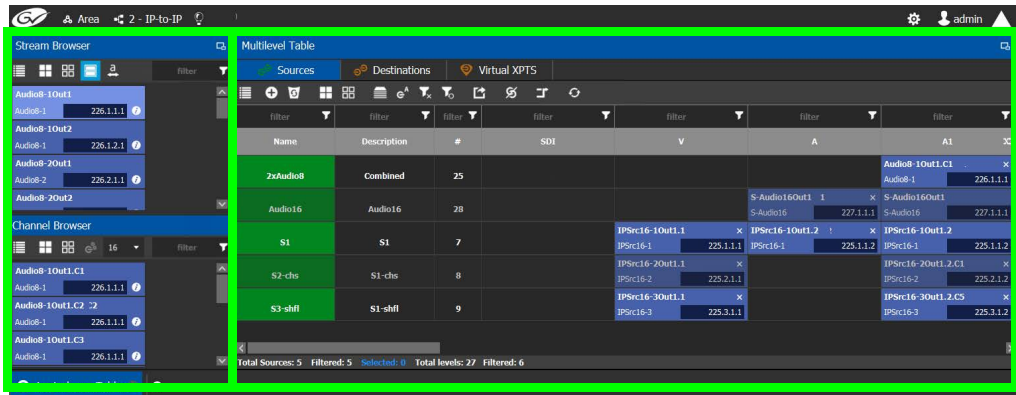 GV Area 2 - IP-to-IP admin
Stream Browser
a
filter
Audio8-1Out1
Audio8-1 226.1.1.1
Audio8-1Out2
Audio8-1 226.1.2.1
Audio8-2Out1
Audio8-2 226.2.1.1
Audio8-2Out2
Channel Browser
16 filter
Audio8-1Out1.C1
Audio8-1 226.1.1.1
Audio8-1Out1.C2
Audio8-1 226.1.1.1
Audio8-1Out1.C3
Audio8-1 226.1.1.1
Multilevel Table
Sources Destinations Virtual XPTS
filter filter filter filter filter filter filter
Name Description # SDI V A A1
2xAudio8 Combined 25 Audio8-1Out1.C1 x
Audio8-1 226.1.1.1
Audio16 Audio16 28 S-Audio16Out1 1 x S-Audio16Out1
S-Audio16 227.1.1.1 S-Audio16 227.1.1.1
S1 S1 7 IPSrc16-1Out1.1 x IPSrc16-1Out1.2 x IPSrc16-1Out1.2
IPSrc16-1 225.1.1.1 IPSrc16-1 225.1.1.2 IPSrc16-1 225.1.1.2
S2-chs S1-chs 8 IPSrc16-2Out1.1 x IPSrc16-2Out1.2.C1 x
IPSrc16-2 225.2.1.1 IPSrc16-2 225.2.1.2
S3-shfl S1-shfl 9 IPSrc16-3Out1.1 x IPSrc16-3Out1.2.C5 x
IPSrc16-3 225.3.1.1 IPSrc16-3 225.3.1.2
Total Sources: 5 Filtered: 5 Selected: 0 Total levels: 27 Filtered: 6